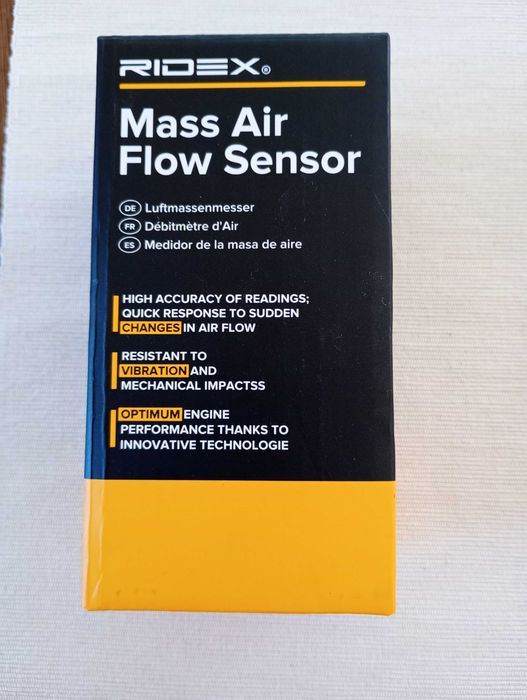 RIDEX®
Mass Air
Flow Sensor
DE Luftmassenmesser
FR Débitmètre d'Air
ES Medidor de la masa de aire
HIGH ACCURACY OF READINGS;
QUICK RESPONSE TO SUDDEN
CHANGES IN AIR FLOW
RESISTANT TO
VIBRATION AND
MECHANICAL IMPACTSS
OPTIMUM ENGINE
PERFORMANCE THANKS TO
INNOVATIVE TECHNOLOGIE